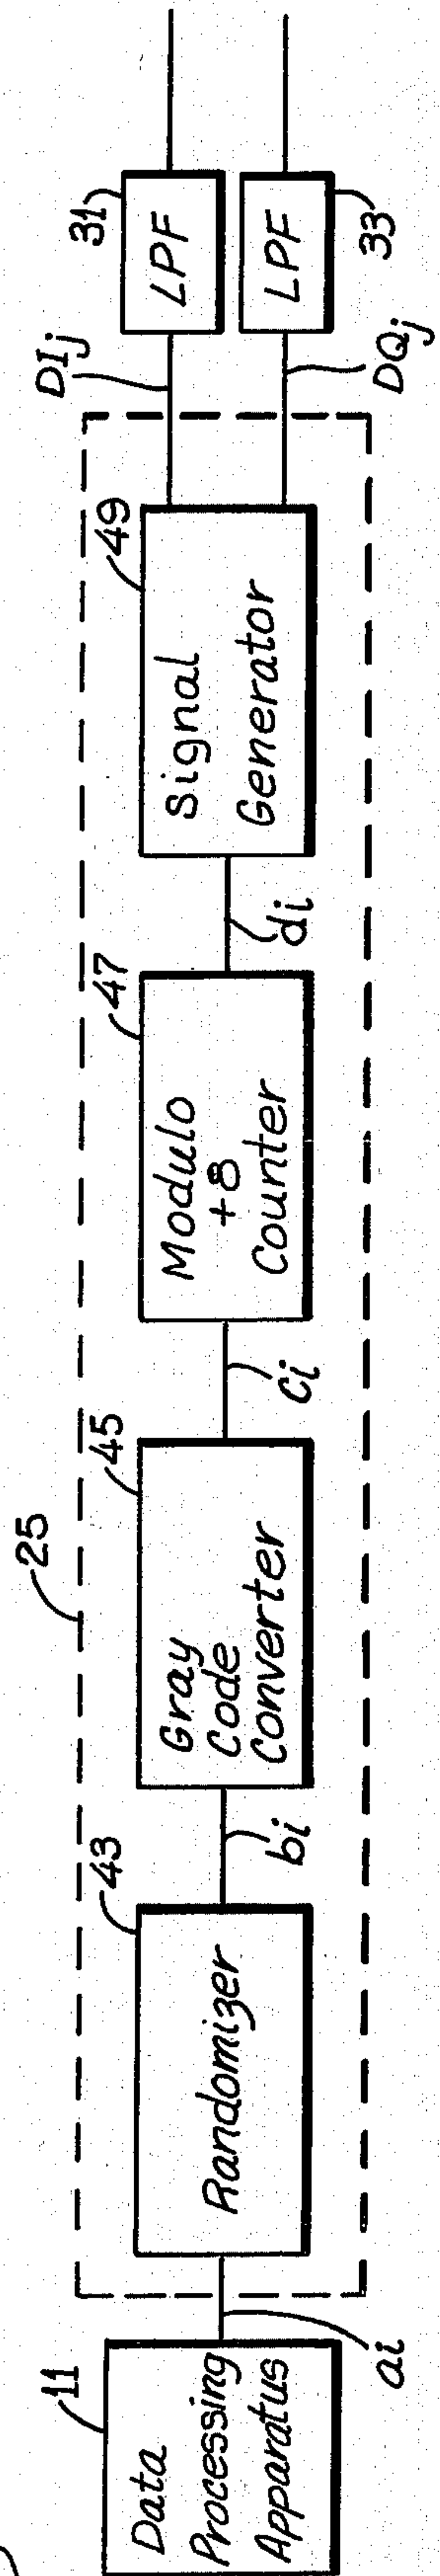 11
Data
Processing
Apparatus
ai
25
43
Randomizer
bi
45
Gray
Code
Converter
ci
47
Modulo
+8
Counter
di
49
Signal
Generator
DIj
DQj
31
LPF
LPF
33